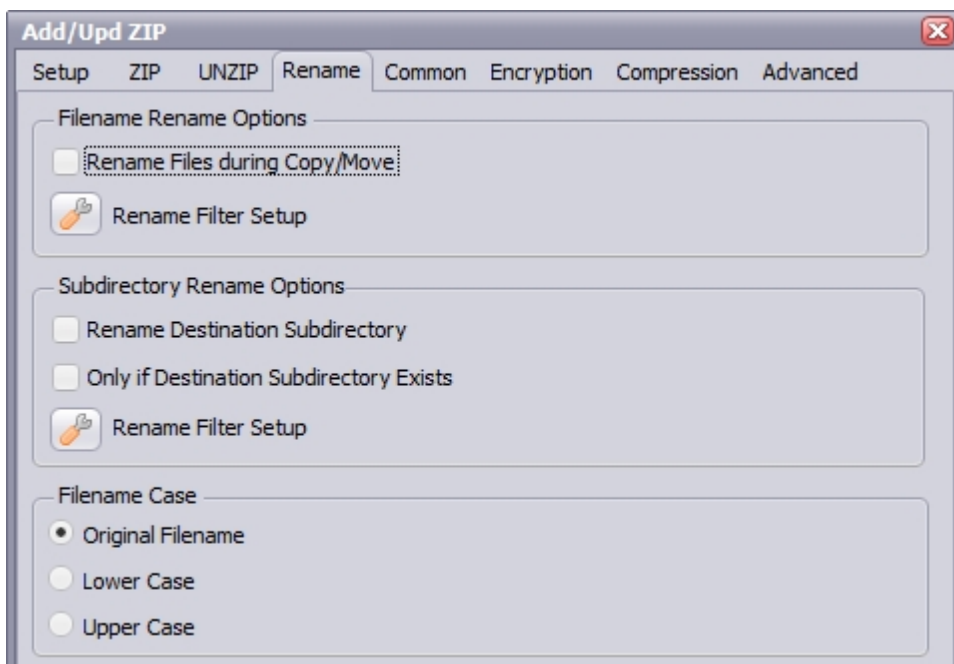 Add/Upd ZIP
Setup ZIP UNZIP Rename Common Encryption Compression Advanced
Filename Rename Options
Rename Files during Copy/Move
Rename Filter Setup
Subdirectory Rename Options
Rename Destination Subdirectory
Only if Destination Subdirectory Exists
Rename Filter Setup
Filename Case
Original Filename
Lower Case
Upper Case